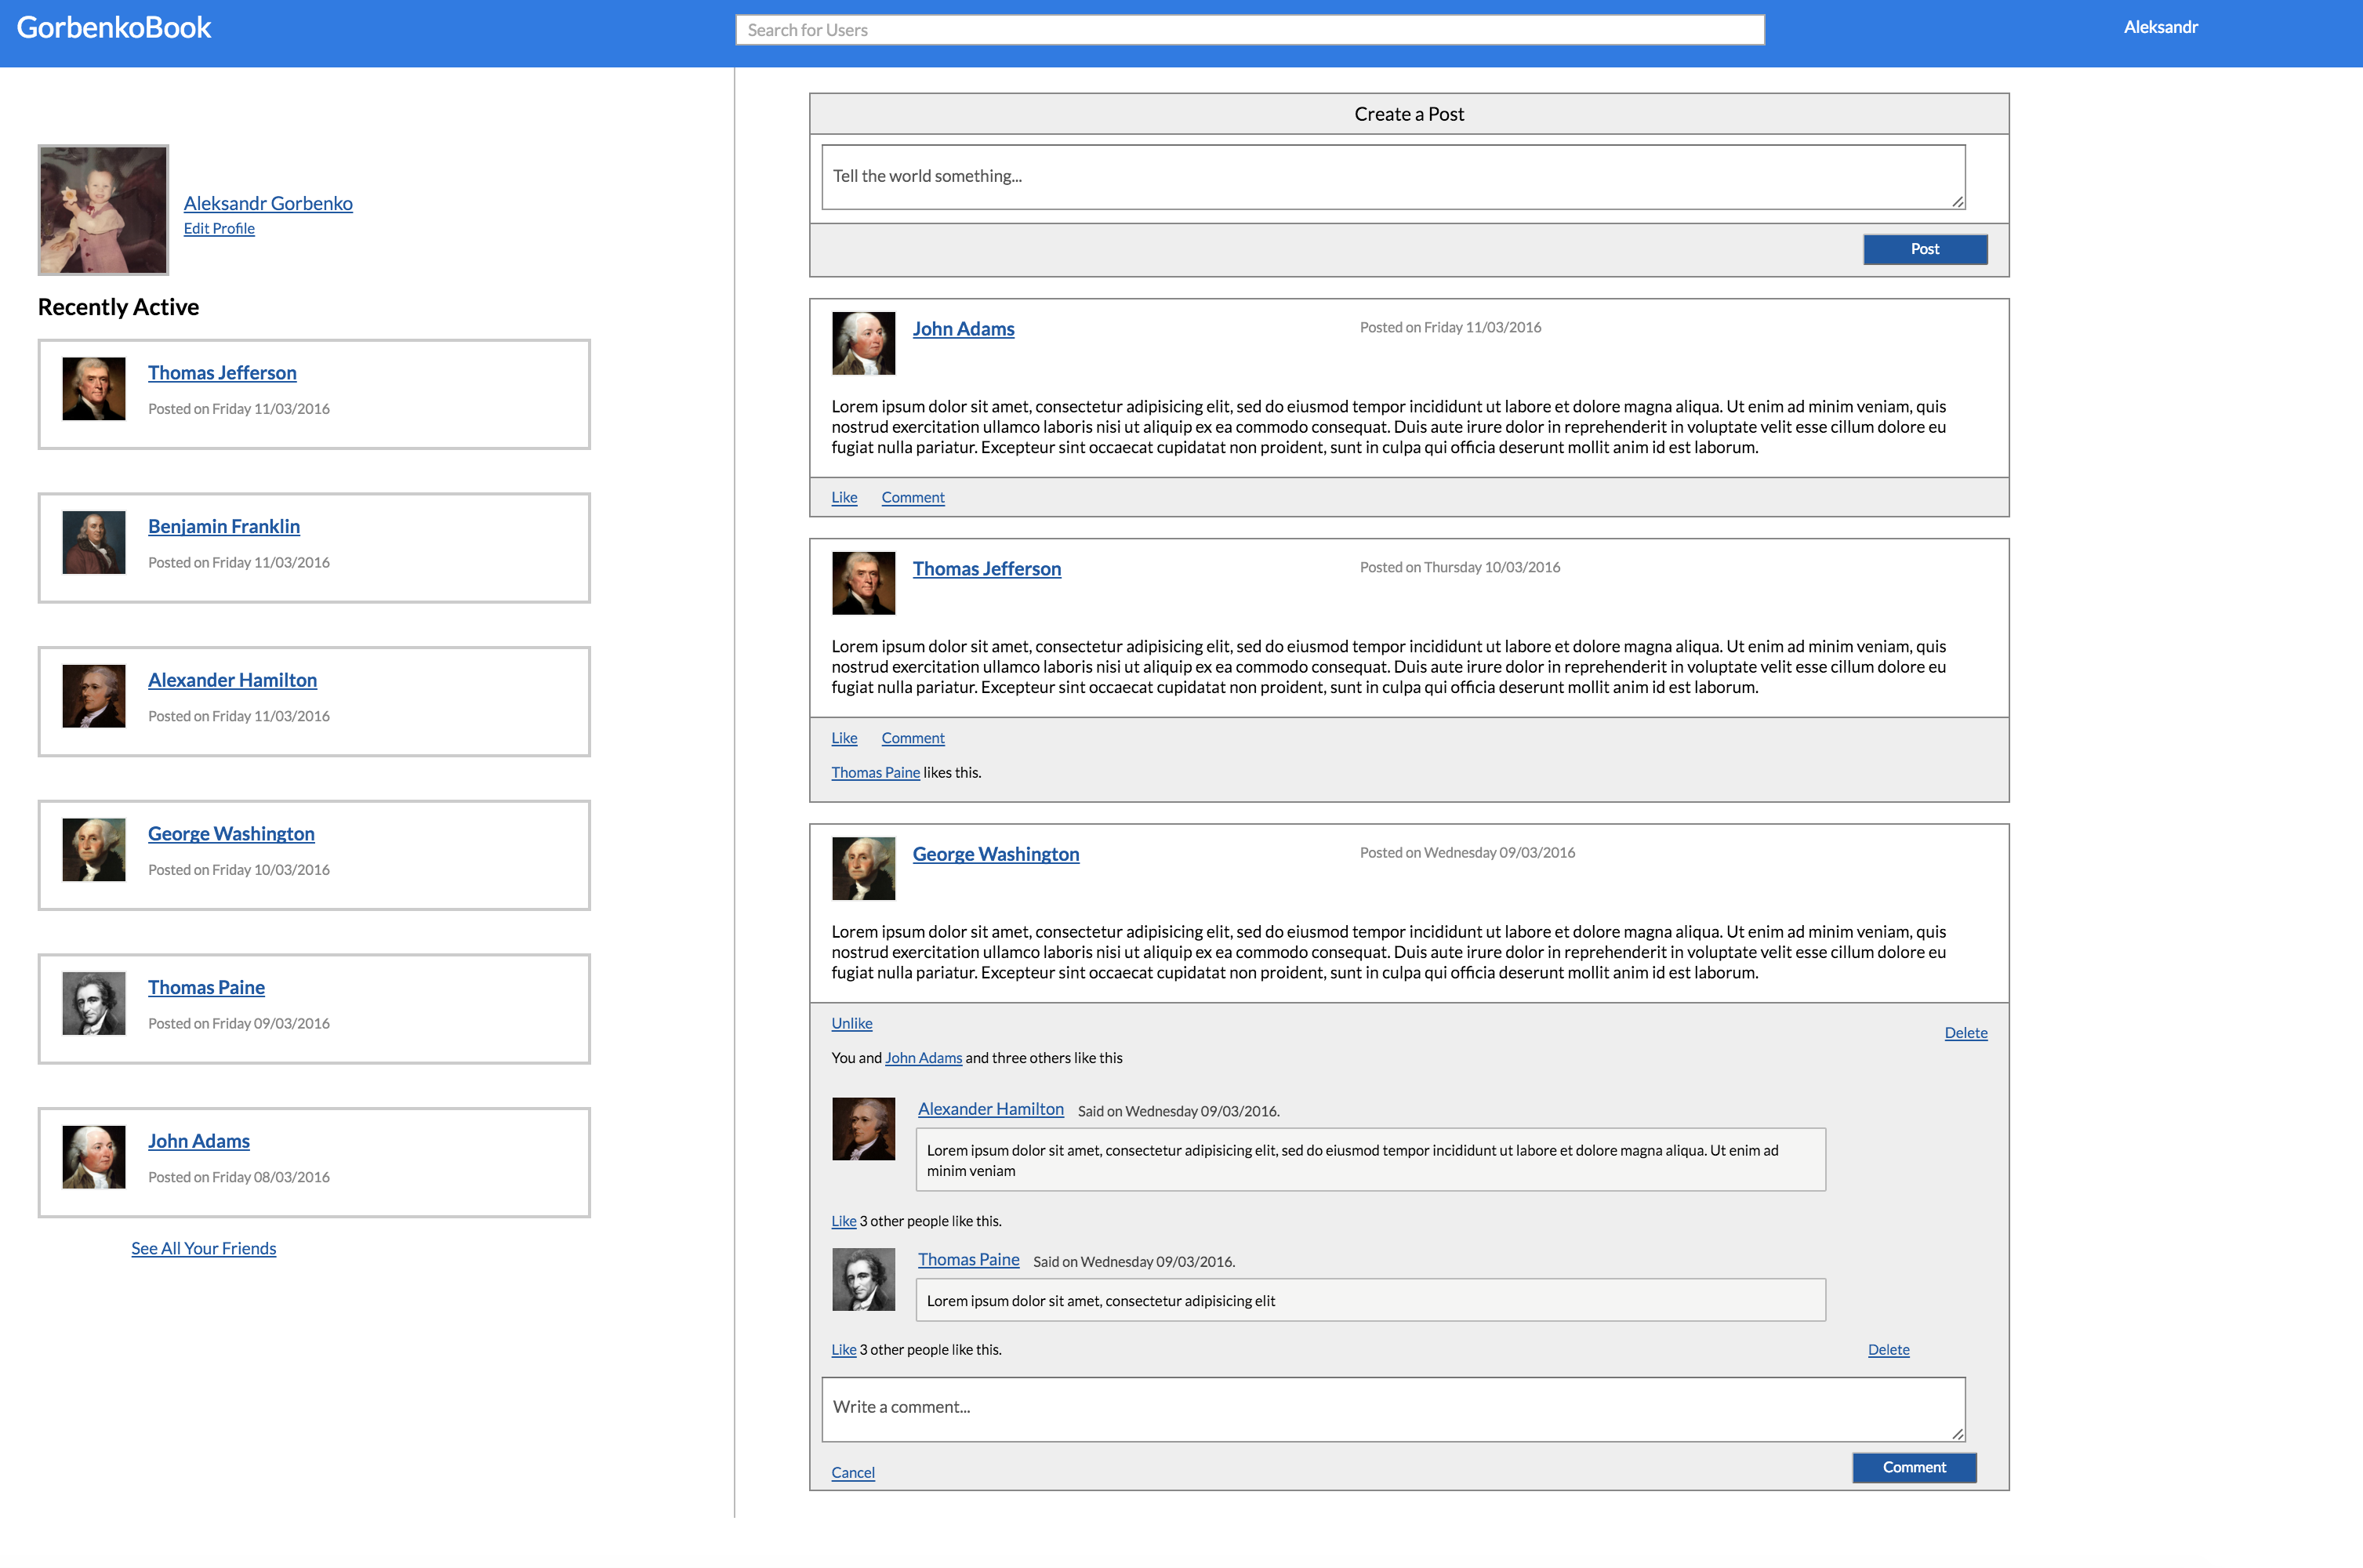 GorbenkoBook
Search for Users
Aleksandr
Aleksandr Gorbenko
Edit Profile
Recently Active
Thomas Jefferson
Posted on Friday 11/03/2016
Benjamin Franklin
Posted on Friday 11/03/2016
Alexander Hamilton
Posted on Friday 11/03/2016
George Washington
Posted on Friday 10/03/2016
Thomas Paine
Posted on Friday 09/03/2016
John Adams
Posted on Friday 08/03/2016
See All Your Friends
Create a Post
Tell the world something...
Post
John Adams
Posted on Friday 11/03/2016
Lorem ipsum dolor sit amet, consectetur adipisicing elit, sed do eiusmod tempor incididunt ut labore et dolore magna aliqua. Ut enim ad minim veniam, quis
nostrud exercitation ullamco laboris nisi ut aliquip ex ea commodo consequat. Duis aute irure dolor in reprehenderit in voluptate velit esse cillum dolore eu
fugiat nulla pariatur. Excepteur sint occaecat cupidatat non proident, sunt in culpa qui officia deserunt mollit anim id est laborum.
Like Comment
Thomas Jefferson
Posted on Thursday 10/03/2016
Lorem ipsum dolor sit amet, consectetur adipisicing elit, sed do eiusmod tempor incididunt ut labore et dolore magna aliqua. Ut enim ad minim veniam, quis
nostrud exercitation ullamco laboris nisi ut aliquip ex ea commodo consequat. Duis aute irure dolor in reprehenderit in voluptate velit esse cillum dolore eu
fugiat nulla pariatur. Excepteur sint occaecat cupidatat non proident, sunt in culpa qui officia deserunt mollit anim id est laborum.
Like Comment
Thomas Paine likes this.
George Washington
Posted on Wednesday 09/03/2016
Lorem ipsum dolor sit amet, consectetur adipisicing elit, sed do eiusmod tempor incididunt ut labore et dolore magna aliqua. Ut enim ad minim veniam, quis
nostrud exercitation ullamco laboris nisi ut aliquip ex ea commodo consequat. Duis aute irure dolor in reprehenderit in voluptate velit esse cillum dolore eu
fugiat nulla pariatur. Excepteur sint occaecat cupidatat non proident, sunt in culpa qui officia deserunt mollit anim id est laborum.
Unlike
Delete
You and John Adams and three others like this
Alexander Hamilton Said on Wednesday 09/03/2016.
Lorem ipsum dolor sit amet, consectetur adipisicing elit, sed do eiusmod tempor incididunt ut labore et dolore magna aliqua. Ut enim ad
minim veniam
Like 3 other people like this.
Thomas Paine Said on Wednesday 09/03/2016.
Lorem ipsum dolor sit amet, consectetur adipisicing elit
Like 3 other people like this.
Delete
Write a comment...
Cancel
Comment